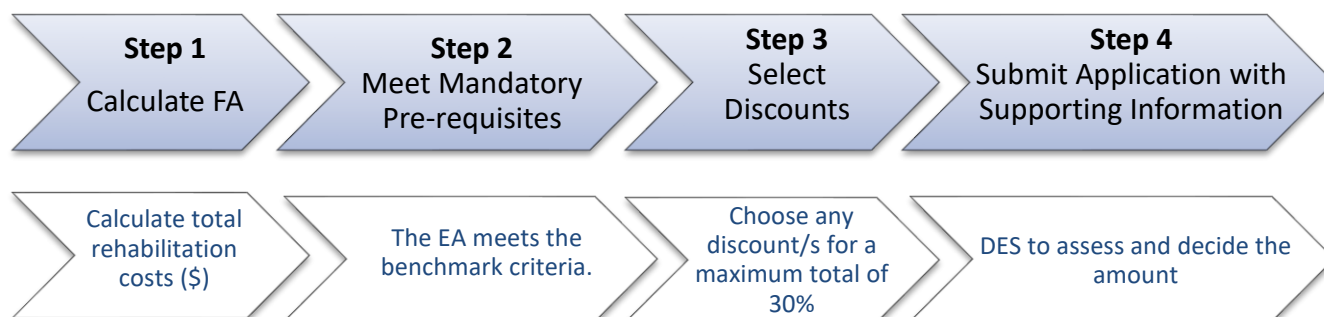 Step 1
Calculate FA
Step 2
Meet Mandatory
Pre-requisites
Step 3
Select
Discounts
Step 4
Submit Application with
Supporting Information
Calculate total
rehabilitation
costs ($)
The EA meets the
benchmark criteria.
Choose any
discount/s for a
maximum total of
30%
DES to assess and decide the
amount